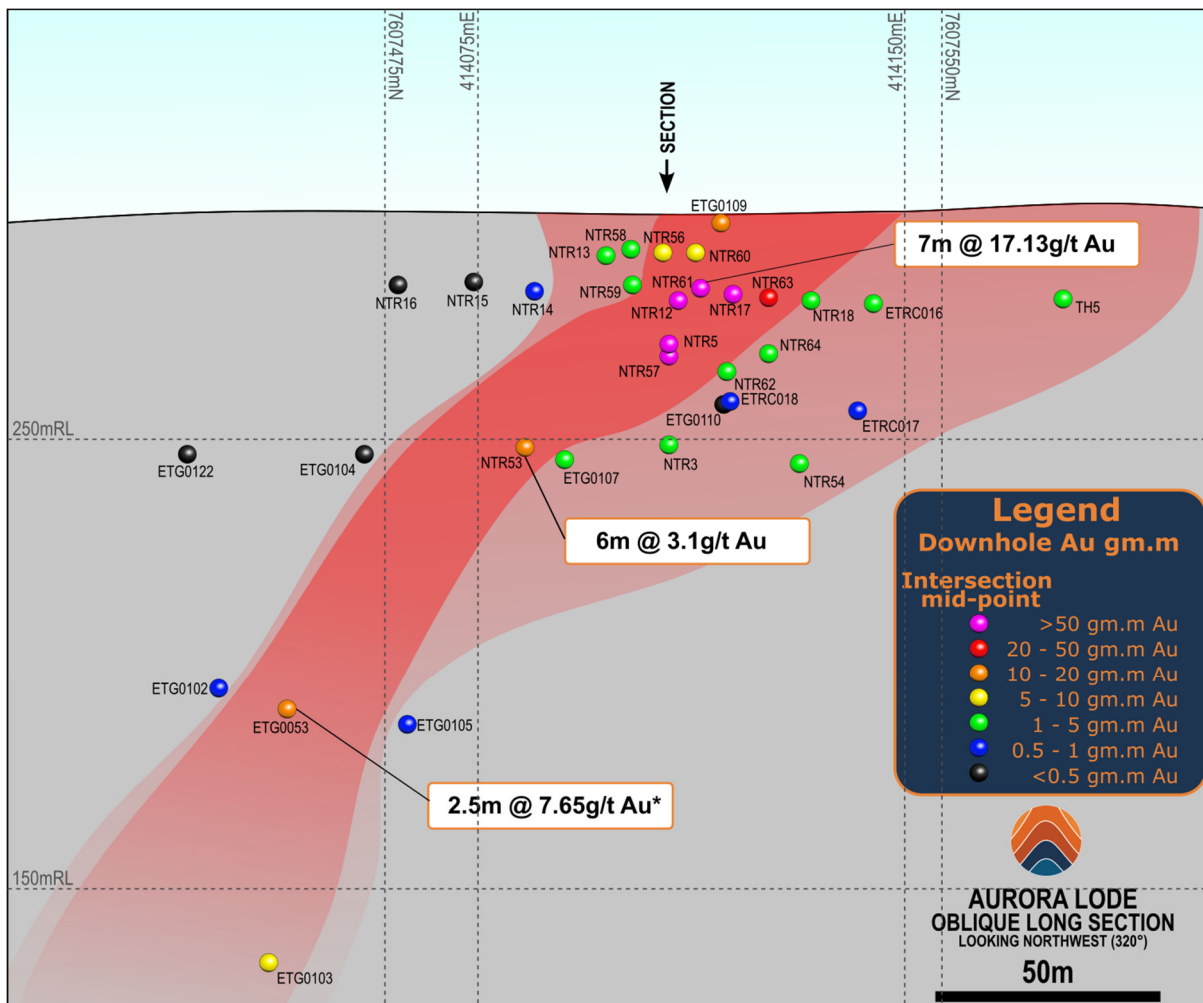 7607475mN
414075mE
414150mE
7607550mN
SECTION
ETG0109
7m @ 17.13g/t Au
NTR58
NTR56
NTR13
NTR60
NTR61
NTR63
NTR16
NTR15
NTR14
NTR59
NTR12
NTR17
NTR18
ETRC016
TH5
NTR5
NTR64
NTR57
NTR62
ETRC018
ETG0110
ETRC017
250mRL
ETG0122
ETG0104
NTR53
ETG0107
NTR3
NTR54
6m @ 3.1g/t Au
Legend
Downhole Au gm.m
Intersection
mid-point
>50 gm.m Au
20 - 50 gm.m Au
10 - 20 gm.m Au
5 - 10 gm.m Au
1 - 5 gm.m Au
0.5 - 1 gm.m Au
<0.5 gm.m Au
ETG0102
ETG0053
ETG0105
2.5m @ 7.65g/t Au*
150mRL
ETG0103
AURORA LODE
OBLIQUE LONG SECTION
LOOKING NORTHWEST (320°)
50m